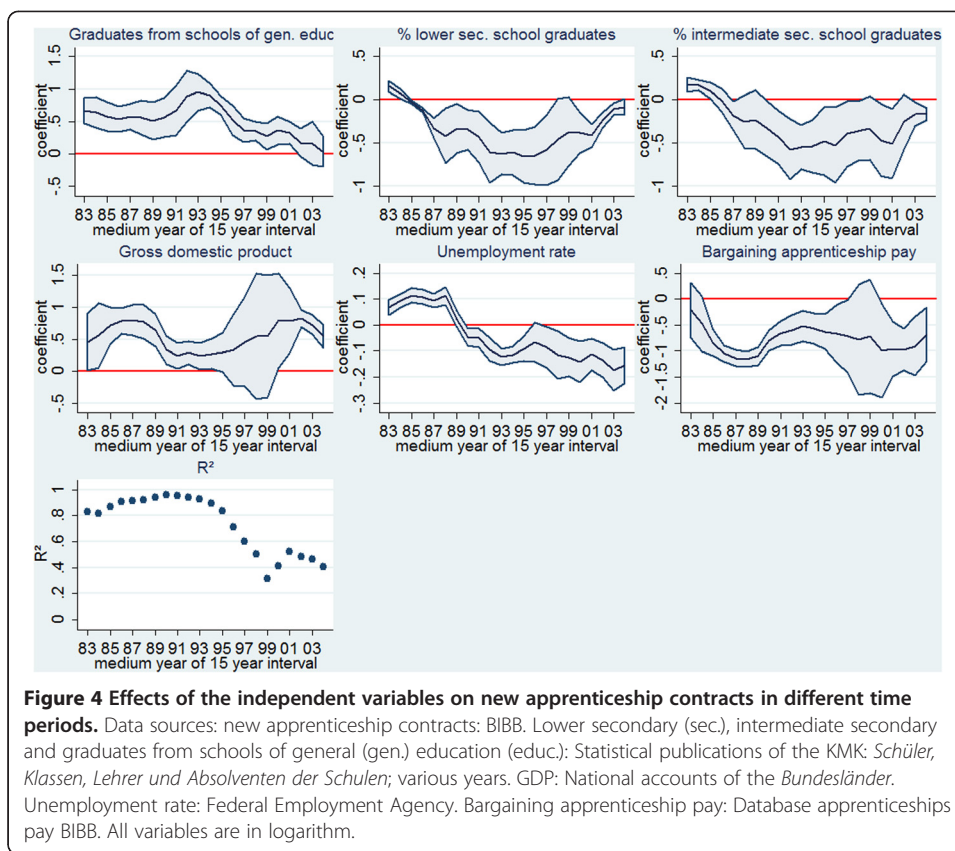 Graduates from schools of gen. educ
% lower sec. school graduates
% intermediate sec. school graduates
coefficient
1.5
1
.5
0
-.5
83 85 87 89 91 93 95 97 99 01 03
medium year of 15 year interval
coefficient
.5
0
-.5
-1
83 85 87 89 91 93 95 97 99 01 03
medium year of 15 year interval
coefficient
.5
0
-.5
-1
83 85 87 89 91 93 95 97 99 01 03
medium year of 15 year interval
Gross domestic product
Unemployment rate
Bargaining apprenticeship pay
coefficient
1.5
1
.5
0
-.5
83 85 87 89 91 93 95 97 99 01 03
medium year of 15 year interval
coefficient
.2
.1
0
-.1
-.2
-.3
83 85 87 89 91 93 95 97 99 01 03
medium year of 15 year interval
coefficient
.5
0
-.5
-1
-1.5
-2
83 85 87 89 91 93 95 97 99 01 03
medium year of 15 year interval
R²
R²
1
.8
.6
.4
.2
0
83 85 87 89 91 93 95 97 99 01 03
medium year of 15 year interval
Figure 4 Effects of the independent variables on new apprenticeship contracts in different time
periods. Data sources: new apprenticeship contracts: BIBB. Lower secondary (sec.), intermediate secondary
and graduates from schools of general (gen.) education (educ.): Statistical publications of the KMK: Schüler,
Klassen, Lehrer und Absolventen der Schulen; various years. GDP: National accounts of the Bundesländer.
Unemployment rate: Federal Employment Agency. Bargaining apprenticeship pay: Database apprenticeships
pay BIBB. All variables are in logarithm.